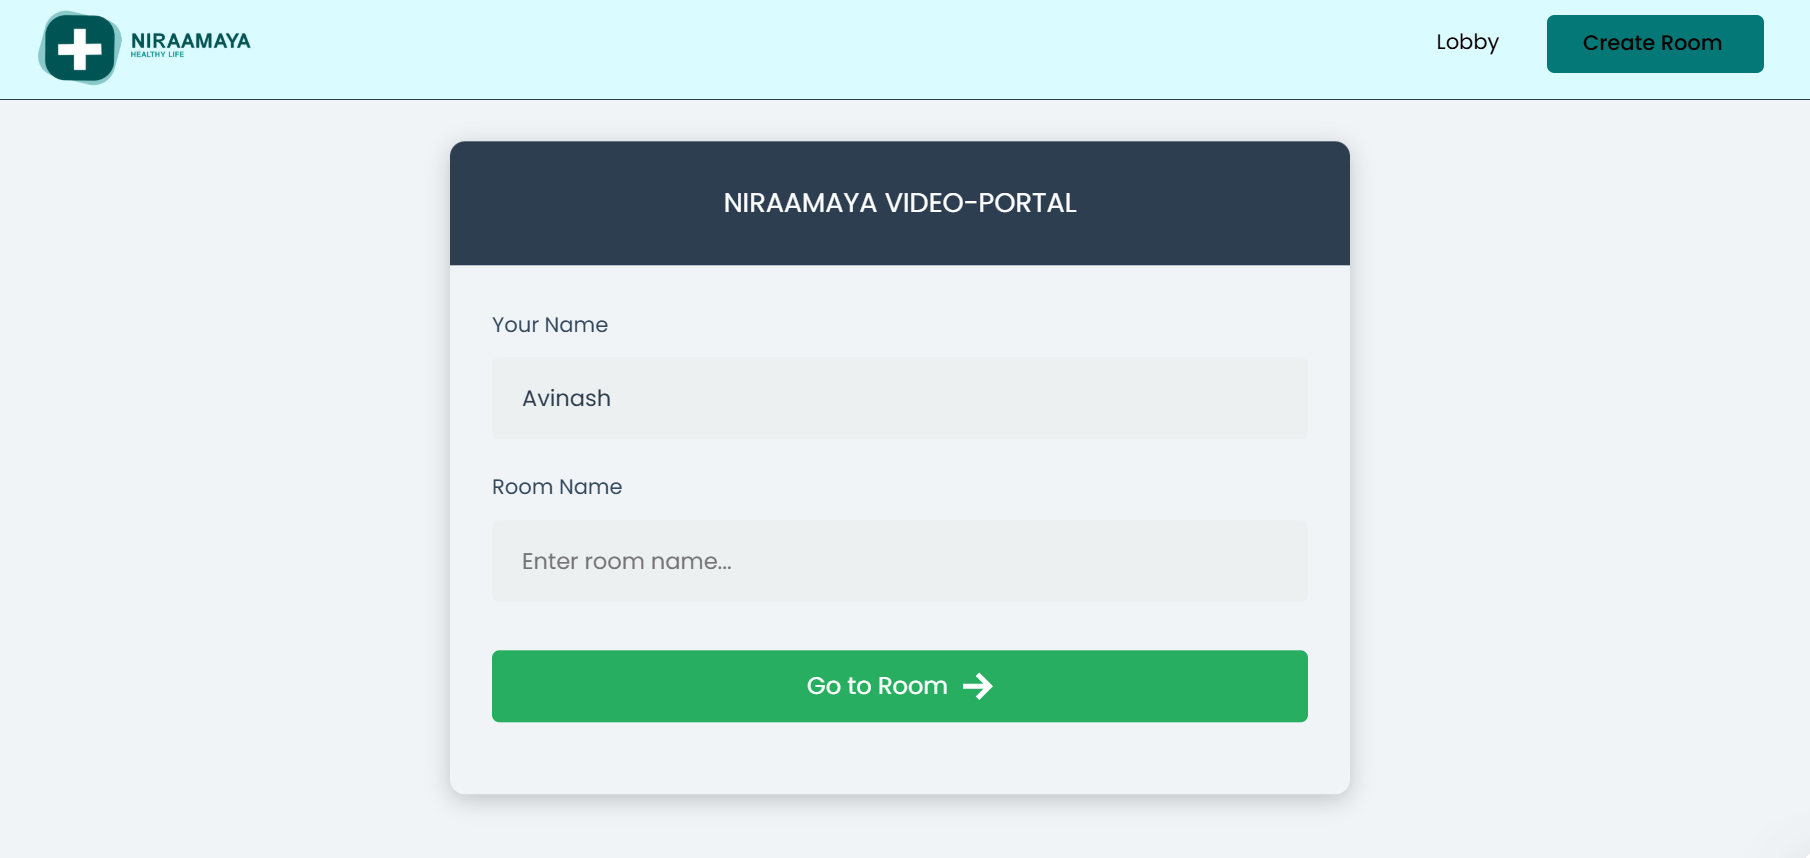 NIRAAMAYA
HEALTHY LIFE
Lobby
Create Room
NIRAAMAYA VIDEO-PORTAL
Your Name
Avinash
Room Name
Enter room name...
Go to Room